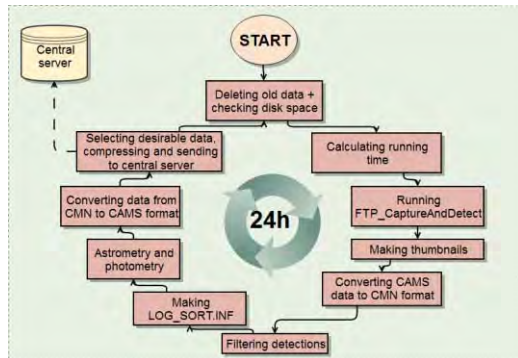 START
Central
server
Deleting old data +
checking disk space
Selecting desirable data,
compressing and sending
to central server
Calculating running
time
Converting data from
CMN to CAMS format
24h
Running
FTP_CaptureAndDetect
Making thumbnails
Astrometry and
photometry
Converting CAMS
data to CMN format
Making
LOG_SORT.INF
Filtering detections